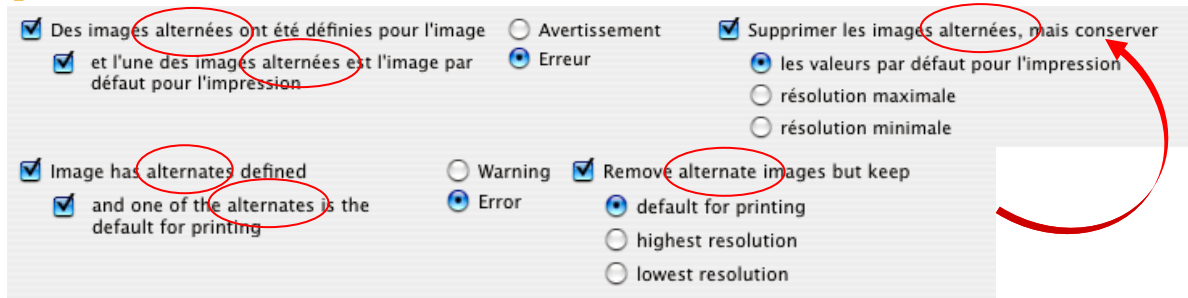 Des images alternées ont été définies pour l'image
et l'une des images alternées est l'image par
défaut pour l'impression
Avertissement
Erreur
Supprimer les images alternées, mais conserver
les valeurs par défaut pour l'impression
résolution maximale
résolution minimale
Image has alternates defined
and one of the alternates is the
default for printing
Warning
Error
Remove alternate images but keep
default for printing
highest resolution
lowest resolution